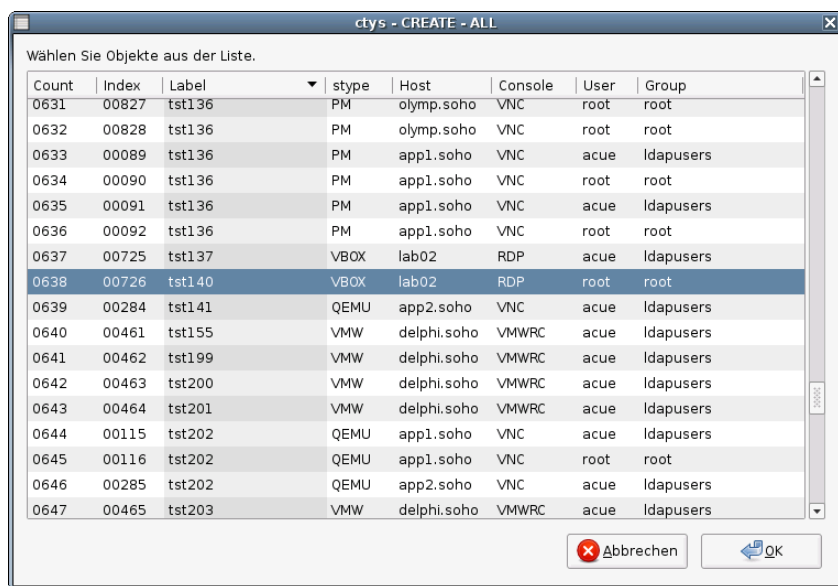 ctys - CREATE - ALL
Wählen Sie Objekte aus der Liste.
Count Index Label stype Host Console User Group
0631 00827 tst136 PM olymp.soho VNC root root
0632 00828 tst136 PM olymp.soho VNC root root
0633 00089 tst136 PM app1.soho VNC acue ldapusers
0634 00090 tst136 PM app1.soho VNC root root
0635 00091 tst136 PM app1.soho VNC acue ldapusers
0636 00092 tst136 PM app1.soho VNC root root
0637 00725 tst137 VBOX lab02 RDP acue ldapusers
0638 00726 tst140 VBOX lab02 RDP root root
0639 00284 tst141 QEMU app2.soho VNC acue ldapusers
0640 00461 tst155 VMW delphi.soho VMWRC acue ldapusers
0641 00462 tst199 VMW delphi.soho VMWRC acue ldapusers
0642 00463 tst200 VMW delphi.soho VMWRC acue ldapusers
0643 00464 tst201 VMW delphi.soho VMWRC acue ldapusers
0644 00115 tst202 QEMU app1.soho VNC acue ldapusers
0645 00116 tst202 QEMU app1.soho VNC root root
0646 00285 tst202 QEMU app2.soho VNC acue ldapusers
0647 00465 tst203 VMW delphi.soho VMWRC acue ldapusers
Abbrechen OK